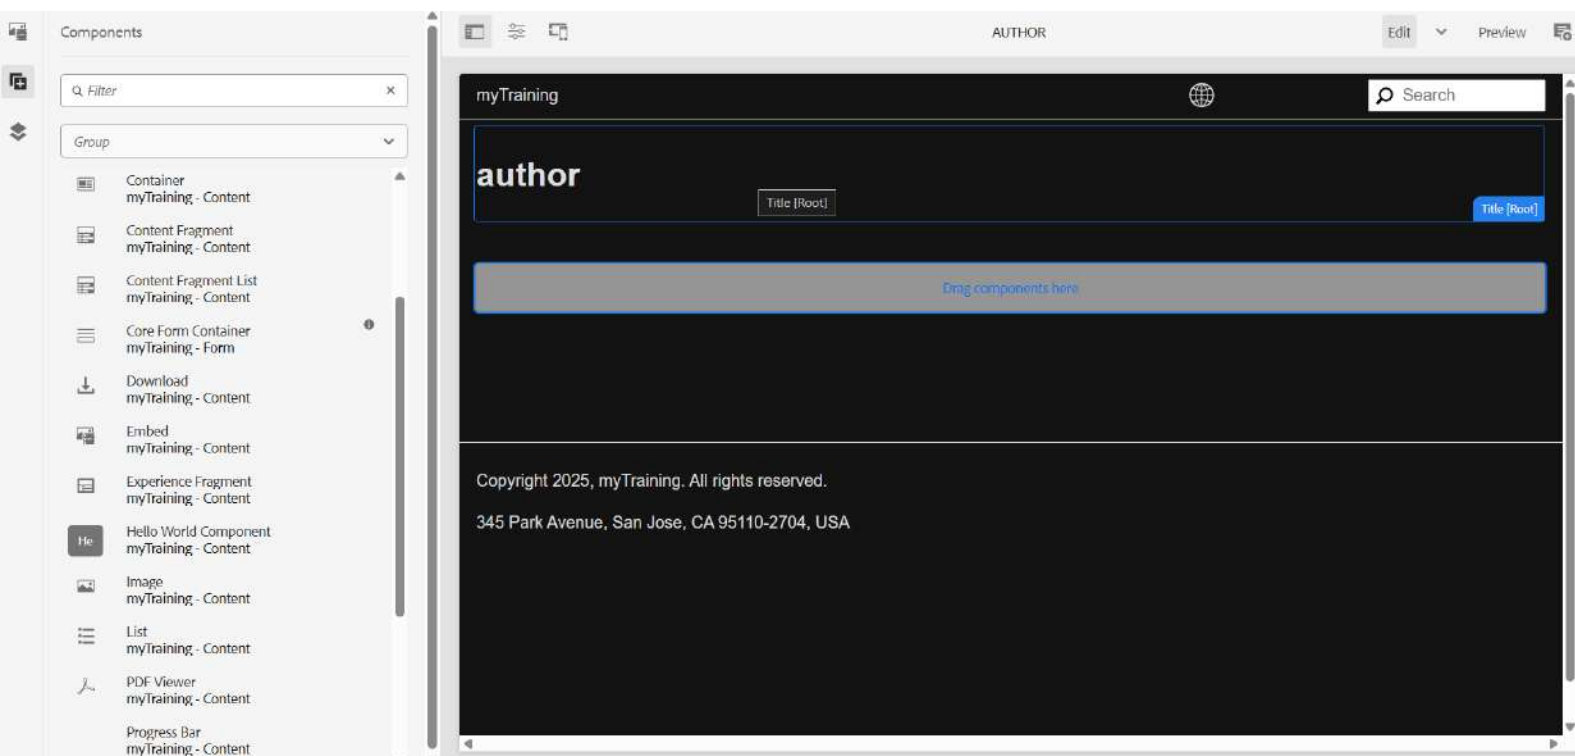 Components
Filter
Group
Container
myTraining - Content
Content Fragment
myTraining - Content
Content Fragment List
myTraining - Content
Core Form Container
myTraining - Form
Download
myTraining - Content
Embed
myTraining - Content
Experience Fragment
myTraining - Content
He
Hello World Component
myTraining - Content
Image
myTraining - Content
List
myTraining - Content
PDF Viewer
myTraining - Content
Progress Bar
myTraining - Content
AUTHOR
Edit
Preview
myTraining
Search
author
Title [Root]
Title [Root]
Drag components here
Copyright 2025, myTraining. All rights reserved.
345 Park Avenue, San Jose, CA 95110-2704, USA